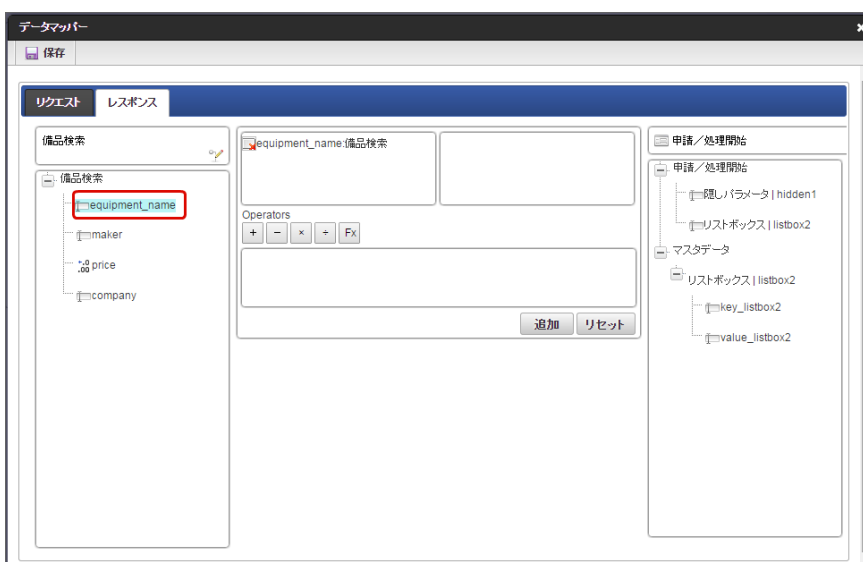 データマッパー
保存
リクエスト レスポンス
備品検索
備品検索
equipment_name
maker
price
company
equipment_name:備品検索
Operators
+ − × ÷ Fx
追加 リセット
申請／処理開始
申請／処理開始
隠しパラメータ | hidden1
リストボックス | listbox2
マスタデータ
リストボックス | listbox2
key_listbox2
value_listbox2